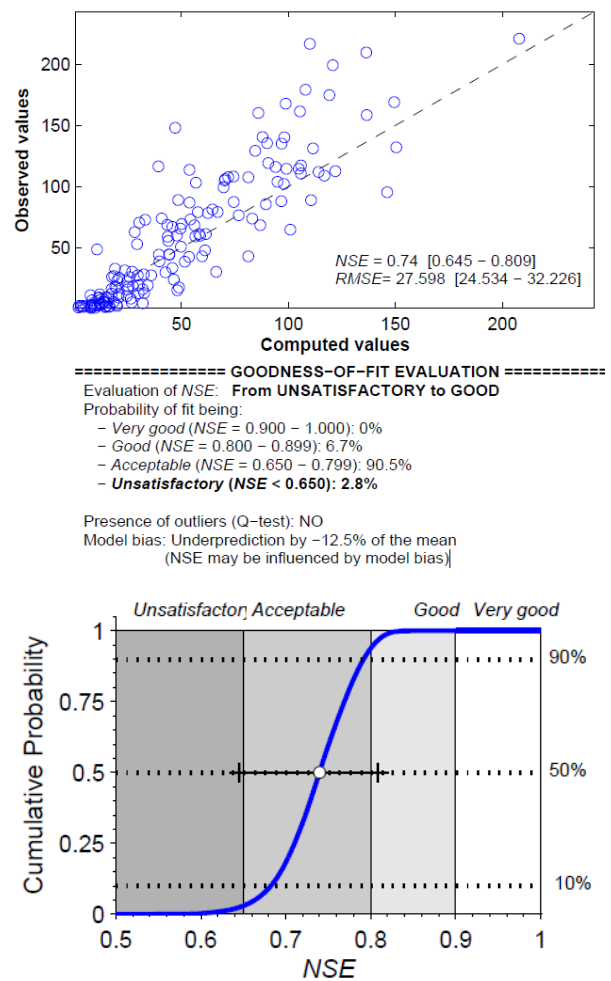 200
150
100
50
Observed values
NSE = 0.74 [0.645 − 0.809]
RMSE= 27.598 [24.534 − 32.226]
50 100 150 200
Computed values
================ GOODNESS−OF−FIT EVALUATION ===========
Evaluation of NSE: From UNSATISFACTORY to GOOD
Probability of fit being:
− Very good (NSE = 0.900 − 1.000): 0%
− Good (NSE = 0.800 − 0.899): 6.7%
− Acceptable (NSE = 0.650 − 0.799): 90.5%
− Unsatisfactory (NSE < 0.650): 2.8%
Presence of outliers (Q−test): NO
Model bias: Underprediction by −12.5% of the mean
(NSE may be influenced by model bias)
Unsatisfactory Acceptable Good Very good
1
90%
0.75
0.5 50%
0.25
10%
0
Cumulative Probability
0.5 0.6 0.7 0.8 0.9 1
NSE